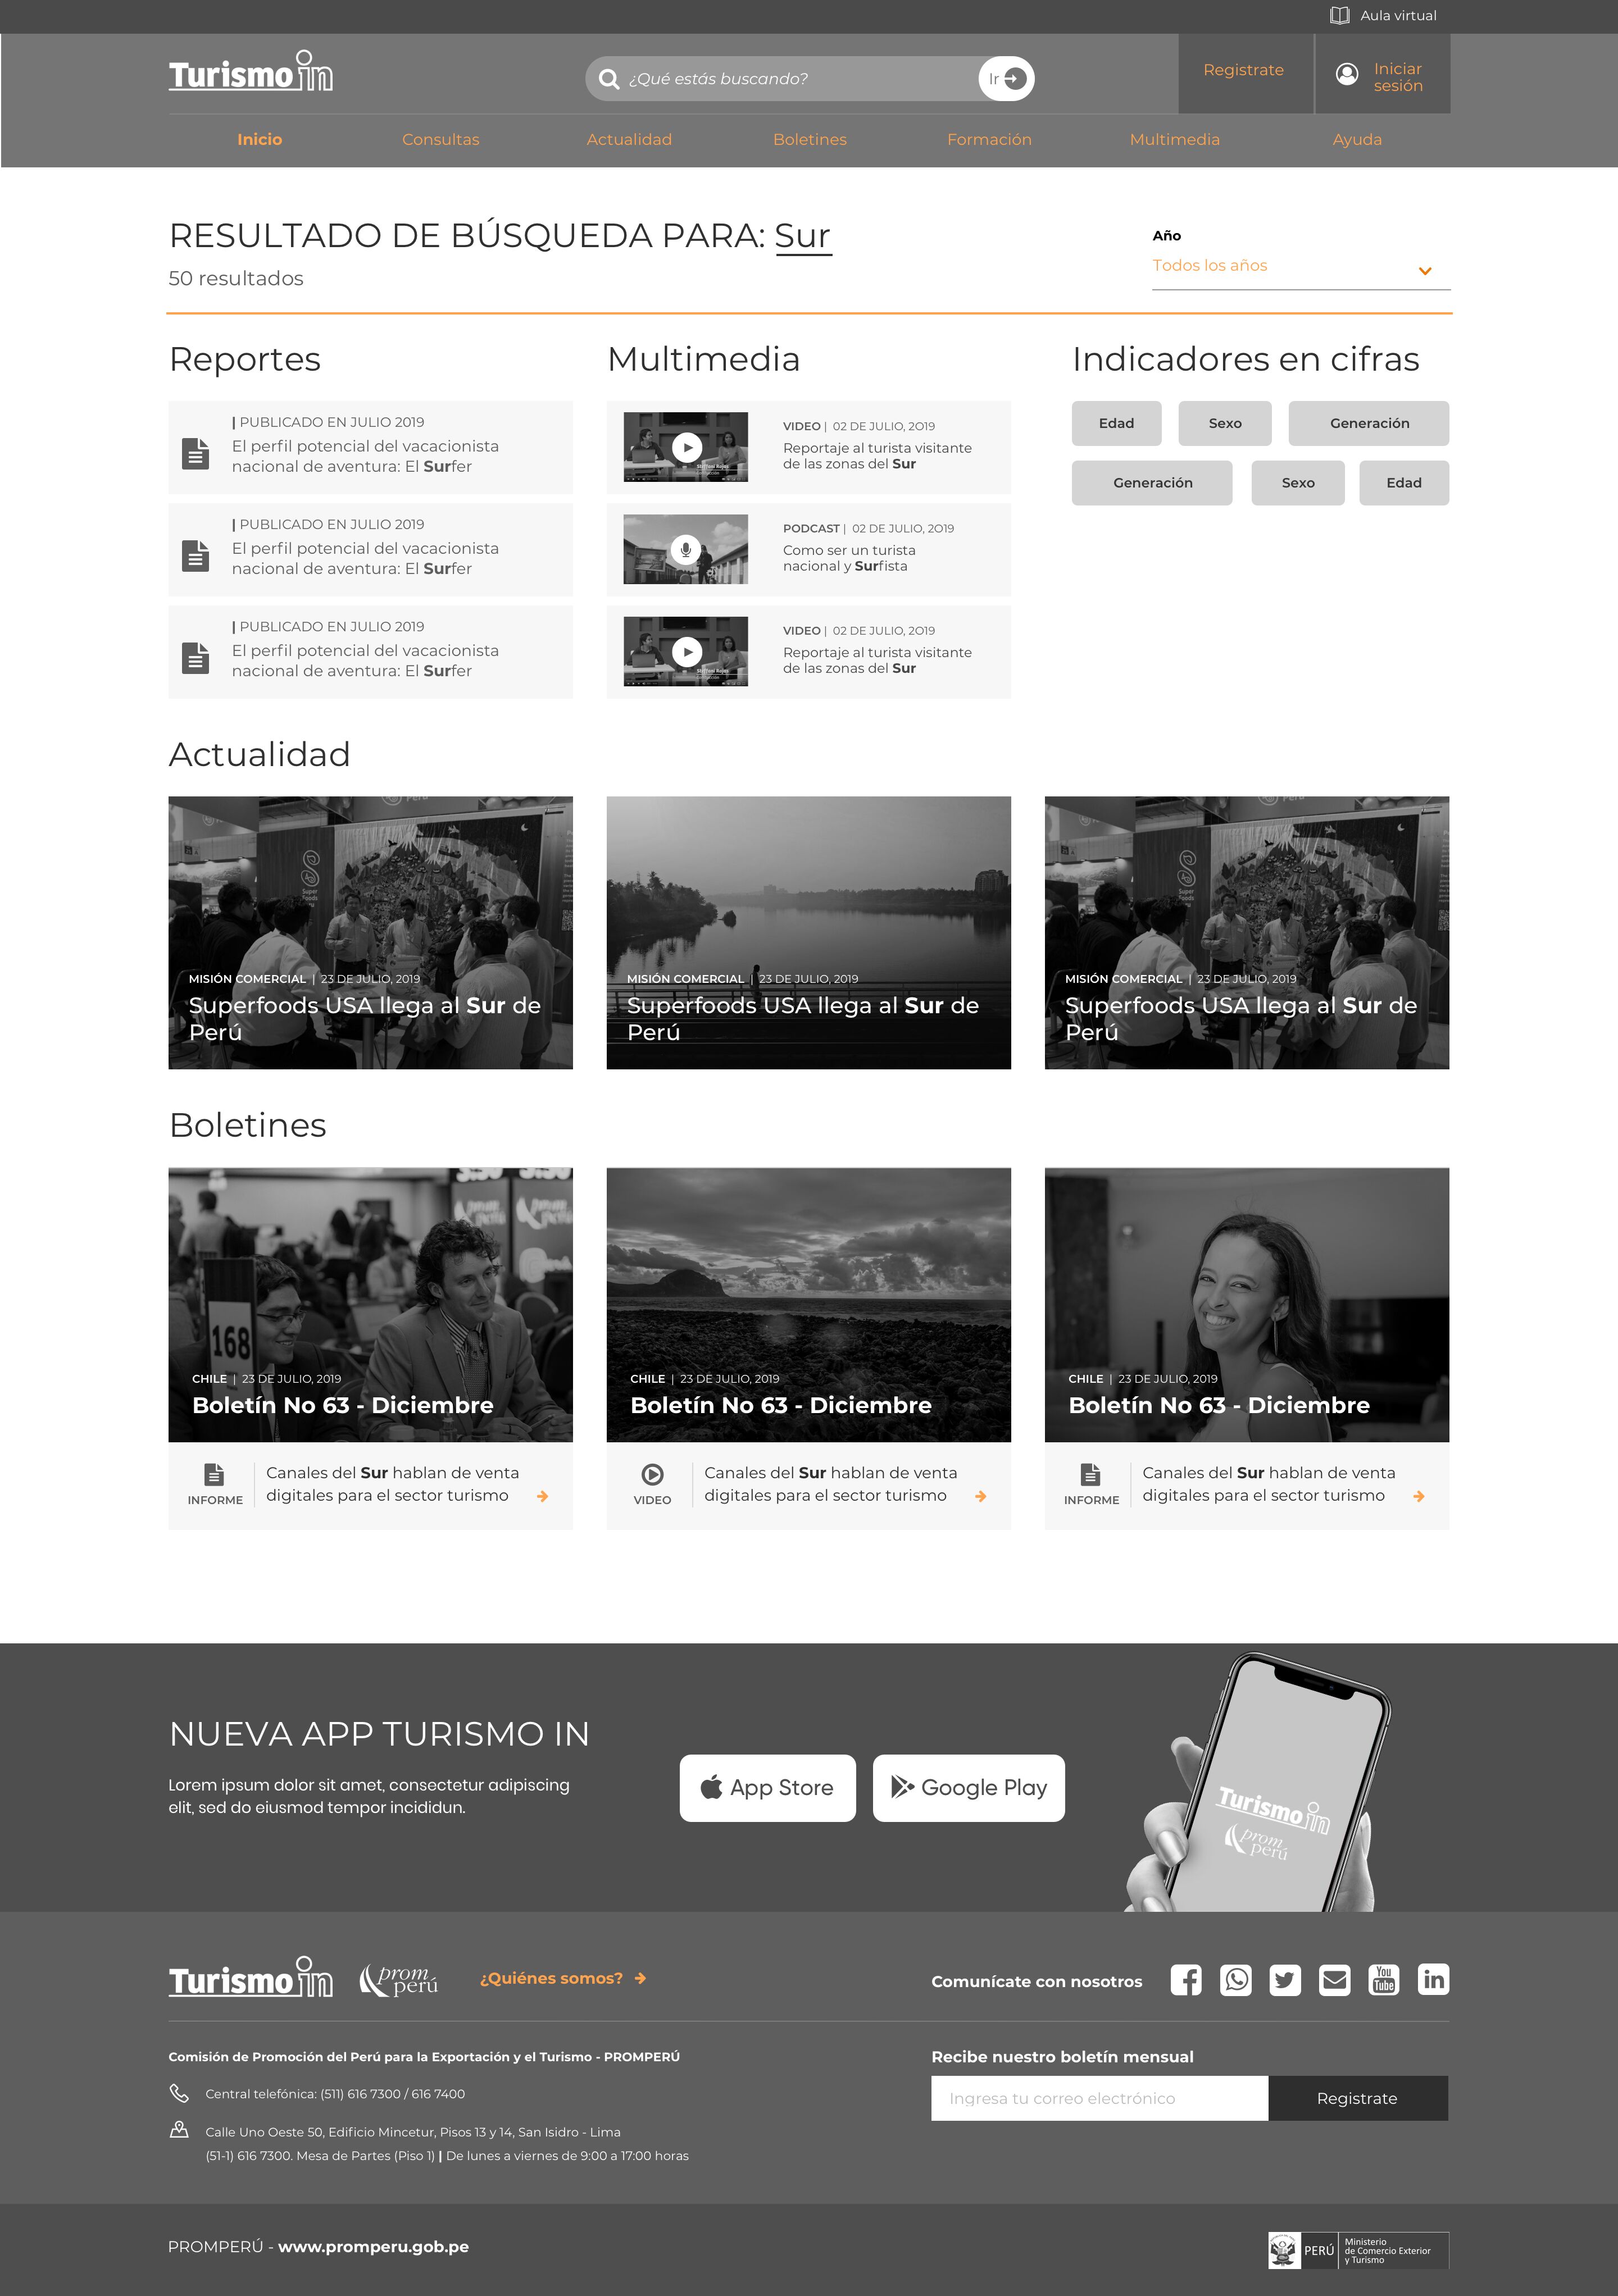 Aula virtual
Turismo in
¿Qué estás buscando?
Ir
Registrate
Iniciar
sesión
Inicio
Consultas
Actualidad
Boletines
Formación
Multimedia
Ayuda
RESULTADO DE BÚSQUEDA PARA: Sur
50 resultados
Año
Todos los años
Reportes
| PUBLICADO EN JULIO 2019
El perfil potencial del vacacionista
nacional de aventura: El Surfer
| PUBLICADO EN JULIO 2019
El perfil potencial del vacacionista
nacional de aventura: El Surfer
| PUBLICADO EN JULIO 2019
El perfil potencial del vacacionista
nacional de aventura: El Surfer
Multimedia
VIDEO | 02 DE JULIO, 2019
Reportaje al turista visitante
de las zonas del Sur
PODCAST | 02 DE JULIO, 2019
Como ser un turista
nacional y Surfista
VIDEO | 02 DE JULIO, 2019
Reportaje al turista visitante
de las zonas del Sur
Indicadores en cifras
Edad
Sexo
Generación
Generación
Sexo
Edad
Actualidad
Super
Foods
MISIÓN COMERCIAL | 23 DE JULIO, 2019
Superfoods USA llega al Sur de
Perú
MISIÓN COMERCIAL | 23 DE JULIO, 2019
Superfoods USA llega al Sur de
Perú
Super
Foods
MISIÓN COMERCIAL | 23 DE JULIO, 2019
Superfoods USA llega al Sur de
Perú
Boletines
168
CHILE | 23 DE JULIO, 2019
Boletín No 63 - Diciembre
INFORME
Canales del Sur hablan de venta
digitales para el sector turismo
CHILE | 23 DE JULIO, 2019
Boletín No 63 - Diciembre
VIDEO
Canales del Sur hablan de venta
digitales para el sector turismo
CHILE | 23 DE JULIO, 2019
Boletín No 63 - Diciembre
INFORME
Canales del Sur hablan de venta
digitales para el sector turismo
NUEVA APP TURISMO IN
Lorem ipsum dolor sit amet, consectetur adipiscing
elit, sed do eiusmod tempor incididun.
App Store
Google Play
Turismo in
prom
perú
Turismo in
prom
perú
¿Quiénes somos?
Comunícate con nosotros
You
Tube
in
Comisión de Promoción del Perú para la Exportación y el Turismo - PROMPERÚ
Central telefónica: (511) 616 7300 / 616 7400
Calle Uno Oeste 50, Edificio Mincetur, Pisos 13 y 14, San Isidro - Lima
(51-1) 616 7300. Mesa de Partes (Piso 1) | De lunes a viernes de 9:00 a 17:00 horas
Recibe nuestro boletín mensual
Ingresa tu correo electrónico
Registrate
PROMPERÚ - www.promperu.gob.pe
PERÚ
Ministerio
de Comercio Exterior
y Turismo